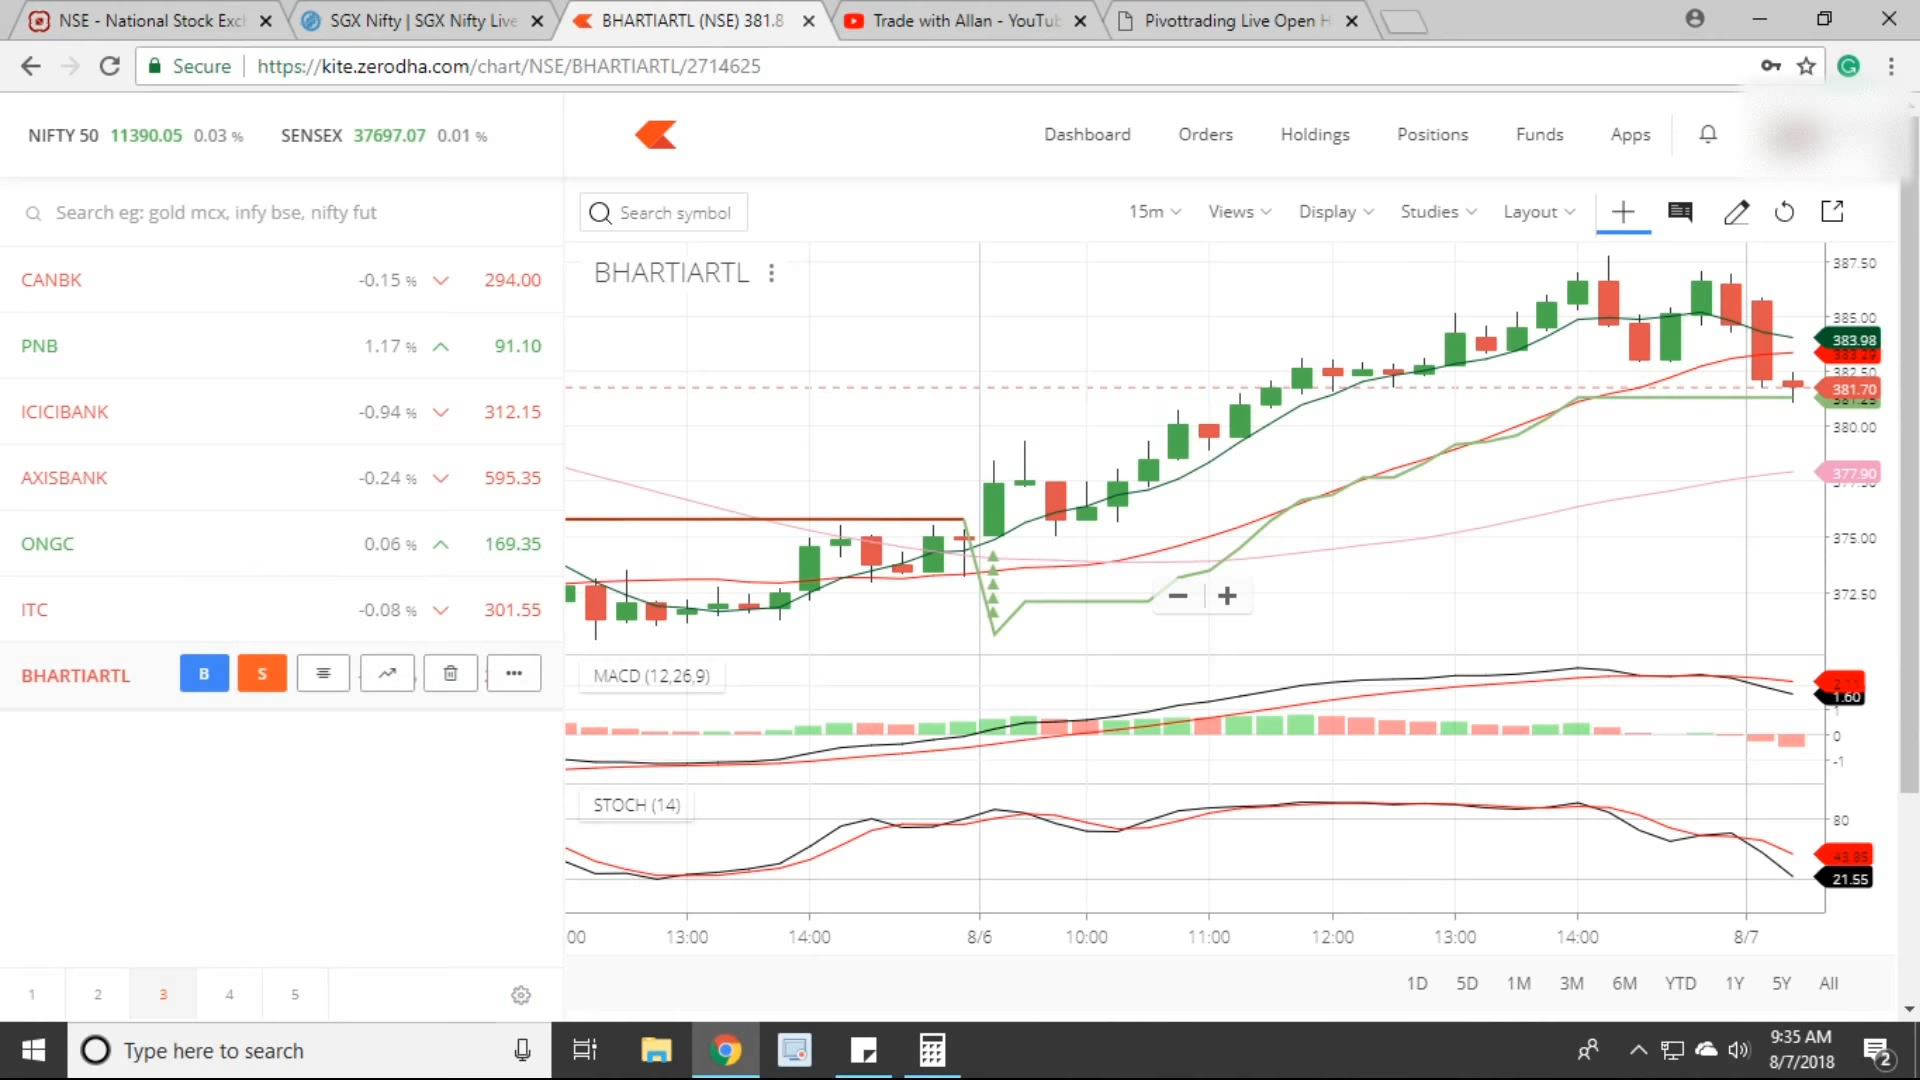 NSE - National Stock Exc
SGX Nifty | SGX Nifty Live
BHARTIARTL (NSE) 381.8
Trade with Allan - YouTub
Pivottrading Live Open H
Secure
https://kite.zerodha.com/chart/NSE/BHARTIARTL/2714625
NIFTY 50 11390.05 0.03 %
SENSEX 37697.07 0.01 %
Dashboard
Orders
Holdings
Positions
Funds
Apps
Search eg: gold mcx, infy bse, nifty fut
Search symbol
15m
Views
Display
Studies
Layout
CANBK -0.15 % 294.00
PNB 1.17 % 91.10
ICICIBANK -0.94 % 312.15
AXISBANK -0.24 % 595.35
ONGC 0.06 % 169.35
ITC -0.08 % 301.55
BHARTIARTL B S
BHARTIARTL
387.50
385.00
383.98
382.50
381.70
380.00
377.90
377.50
375.00
372.50
MACD (12,26,9)
1.60
1
0
-1
STOCH (14)
80
43.85
21.55
00 13:00 14:00 8/6 10:00 11:00 12:00 13:00 14:00 8/7
1D 5D 1M 3M 6M YTD 1Y 5Y All
1 2 3 4 5
Type here to search
9:35 AM
8/7/2018
2